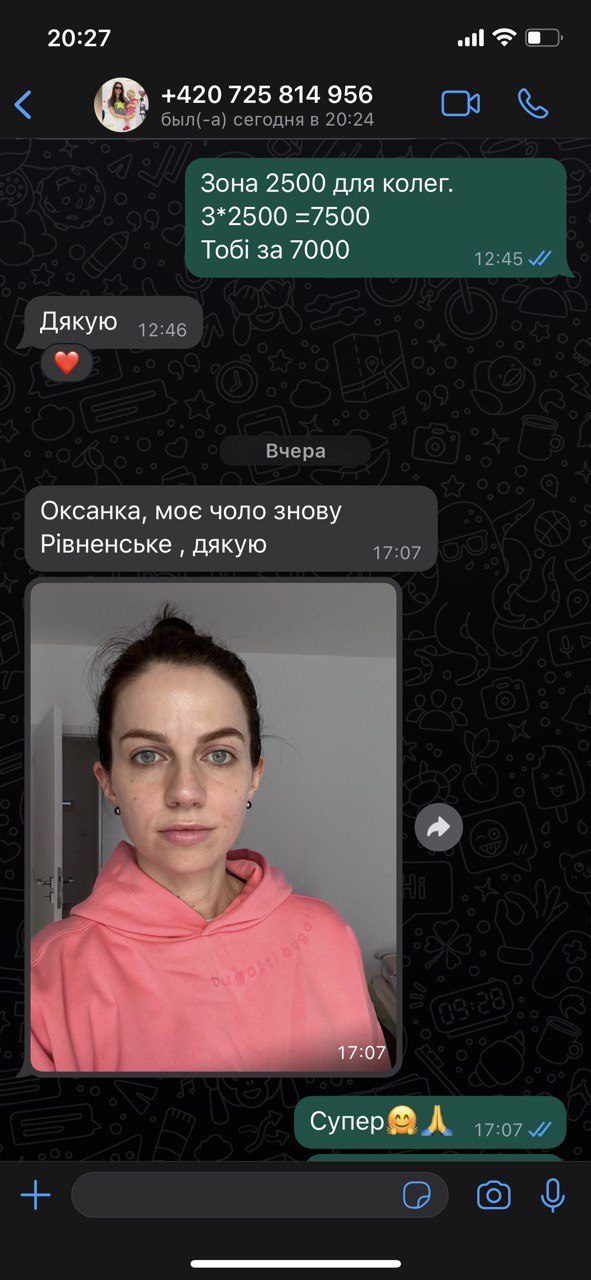 20:27
+420 725 814 956
был(-а) сегодня в 20:24
Зона 2500 для колег.
3*2500 =7500
Тобі за 7000
12:45
Дякую
12:46
Вчера
Оксанка, моє чоло знову
Рівненське , дякую
17:07
bugatti
17:07
Супер🤗🙏
17:07